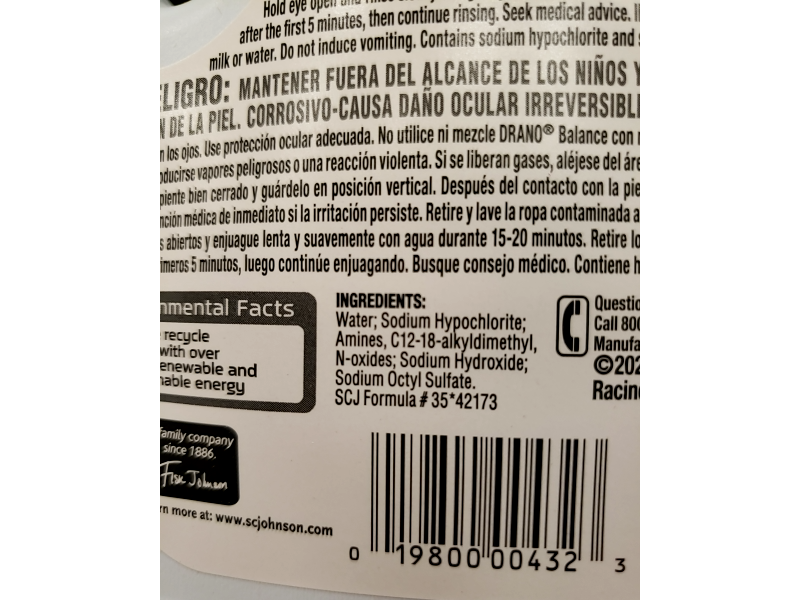 Hold eye open
after the first 5 minutes, then continue rinsing. Seek medical advice.
milk or water. Do not induce vomiting. Contains sodium hypochlorite and
ELIGRO: MANTENER FUERA DEL ALCANCE DE LOS NIÑOS Y
N DE LA PIEL. CORROSIVO-CAUSA DAÑO OCULAR IRREVERSIBL
n los ojos. Use protección ocular adecuada. No utilice ni mezcle DRANO® Balance con
oducirse vapores peligrosos o una reacción violenta. Si se liberan gases, aléjese del áre
piente bien cerrado y guárdelo en posición vertical. Después del contacto con la pie
nción médica de inmediato si la irritación persiste. Retire y lave la ropa contaminada a
s abiertos y enjuague lenta y suavemente con agua durante 15-20 minutos. Retire lo
imeros 5 minutos, luego continúe enjuagando. Busque consejo médico. Contiene h
nmental Facts
recycle
with over
enewable and
nable energy
INGREDIENTS:
Water; Sodium Hypochlorite;
Amines, C12-18-alkyldimethyl,
N-oxides; Sodium Hydroxide;
Sodium Octyl Sulfate.
SCJ Formula # 35*42173
Questio
Call 800
Manufa
©202
Racine
family company
since 1886.
Fisk Johnson
rn more at: www.scjohnson.com
0 19800 00432 3